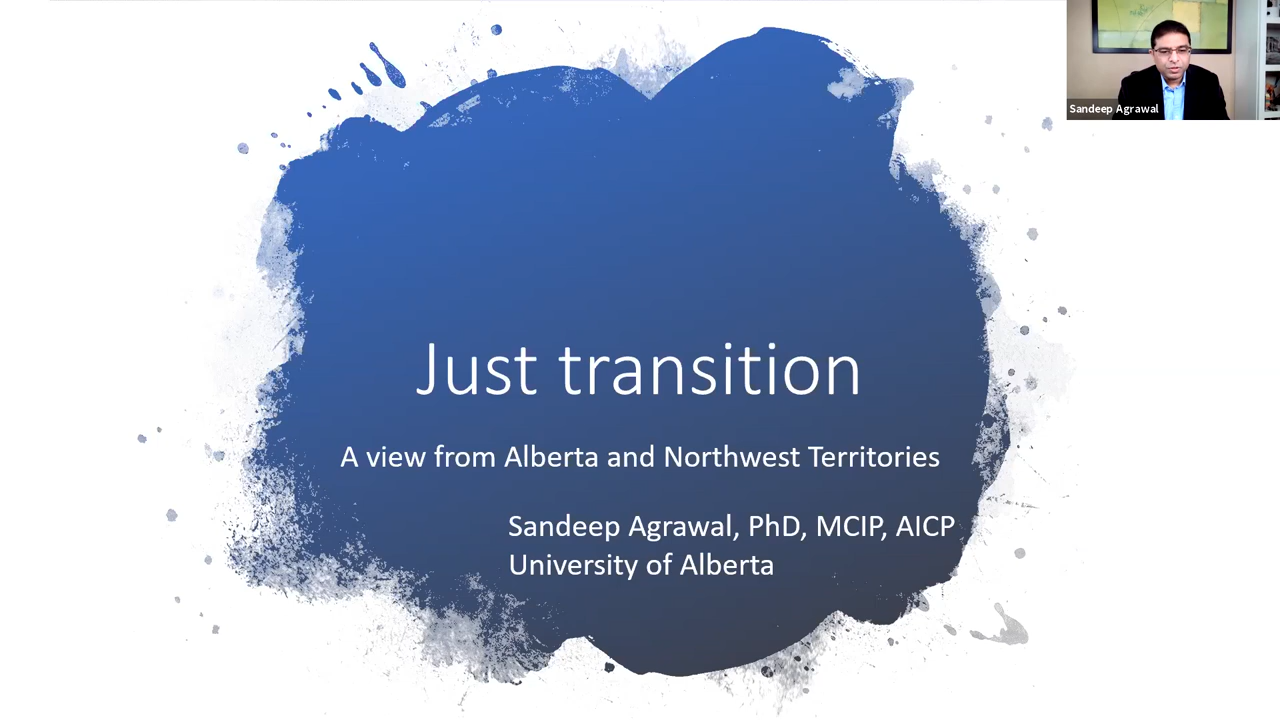 Sandeep Agrawal
Just transition
A view from Alberta and Northwest Territories
Sandeep Agrawal, PhD, MCIP, AICP
University of Alberta